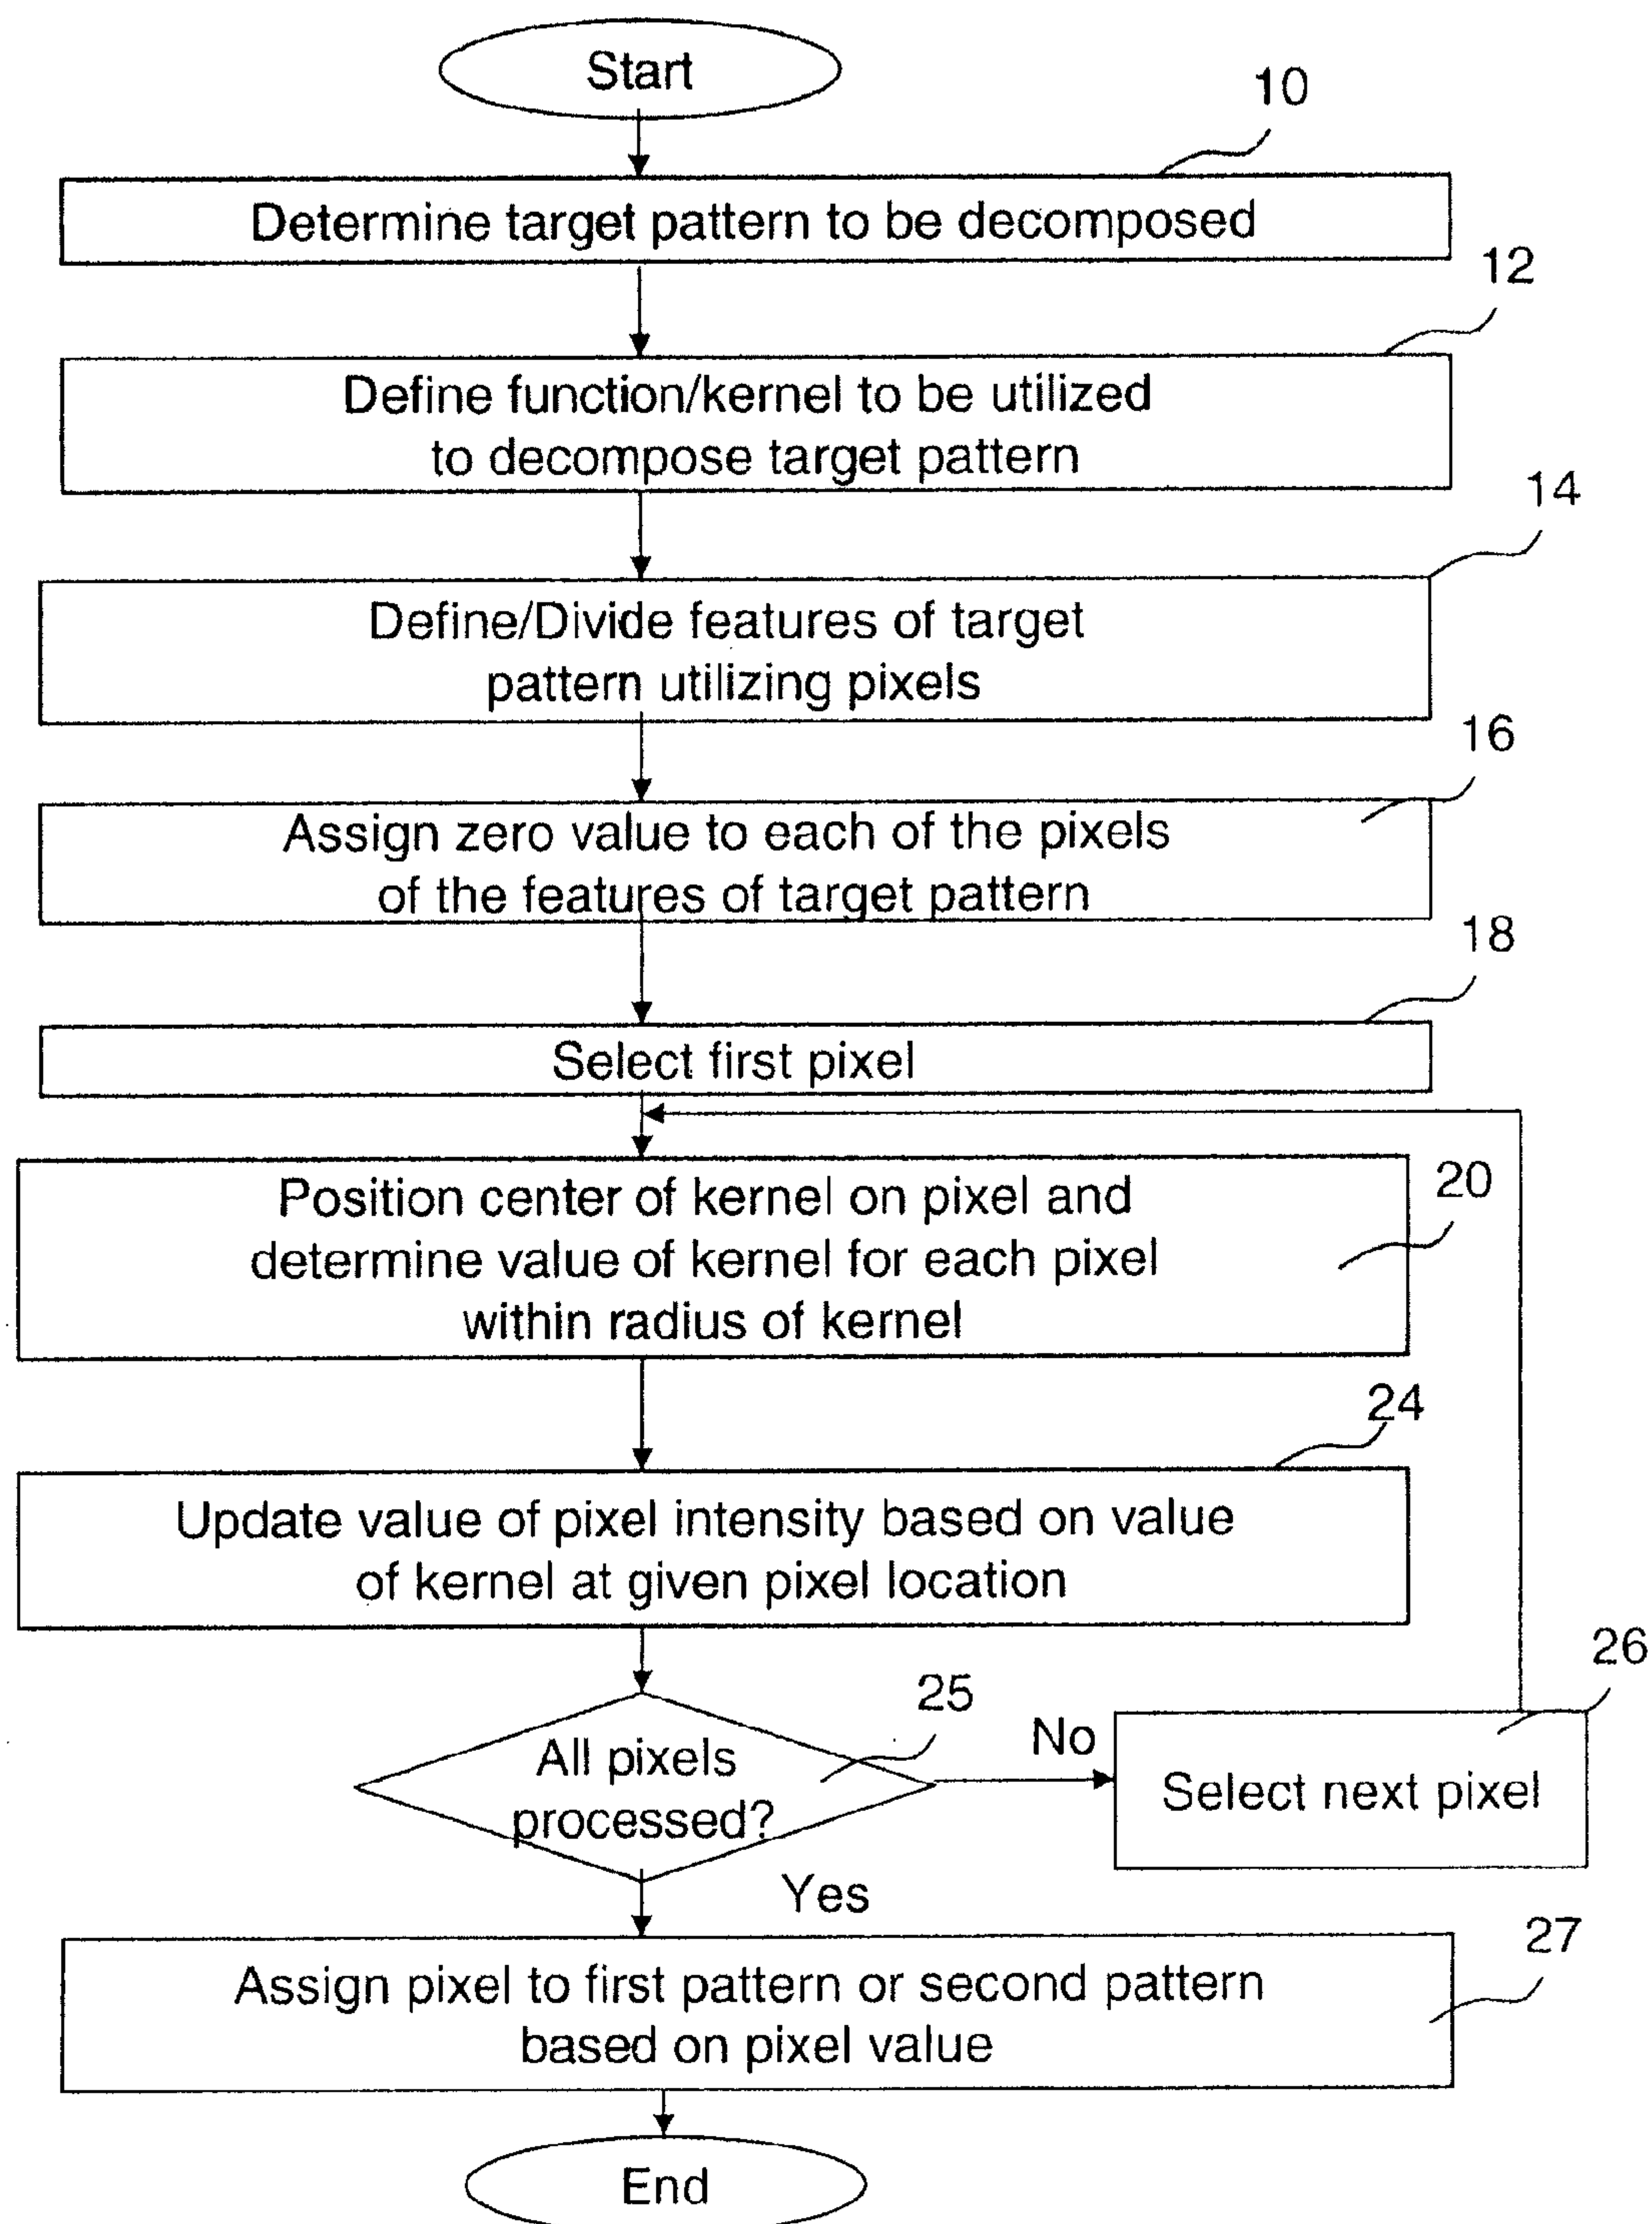 Start
10
Determine target pattern to be decomposed
12
Define function/kernel to be utilized
to decompose target pattern
14
Define/Divide features of target
pattern utilizing pixels
16
Assign zero value to each of the pixels
of the features of target pattern
18
Select first pixel
20
Position center of kernel on pixel and
determine value of kernel for each pixel
within radius of kernel
24
Update value of pixel intensity based on value
of kernel at given pixel location
25
All pixels
processed?
No
26
Select next pixel
Yes
27
Assign pixel to first pattern or second pattern
based on pixel value
End